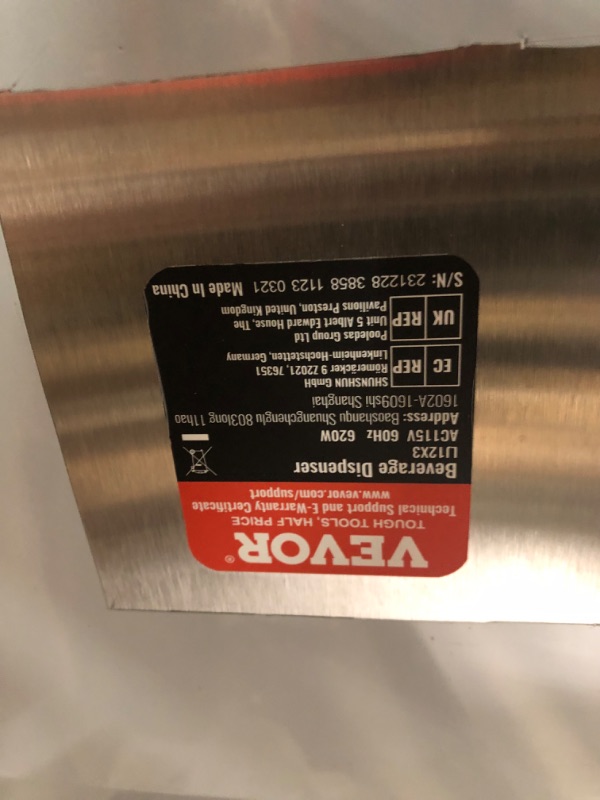 VEVOR®
TOUGH TOOLS, HALF PRICE
Technical Support and E-Warranty Certificate
www.vevor.com/support
Beverage Dispenser
LJ12X3
AC115V 60Hz 620W
Address: Baoshanqu Shuangchenglu 803long 11hao
1602A-1609shi Shanghai
EC REP
SHUNSHUN GmbH
Römeräcker 9 Z2021, 76351
Linkenheim-Hochstetten, Germany
UK REP
Pooledas Group Ltd
Unit 5 Albert Edward House, The
Pavilions Preston, United Kingdom
S/N: 231228 3858 1123 0321 Made In China